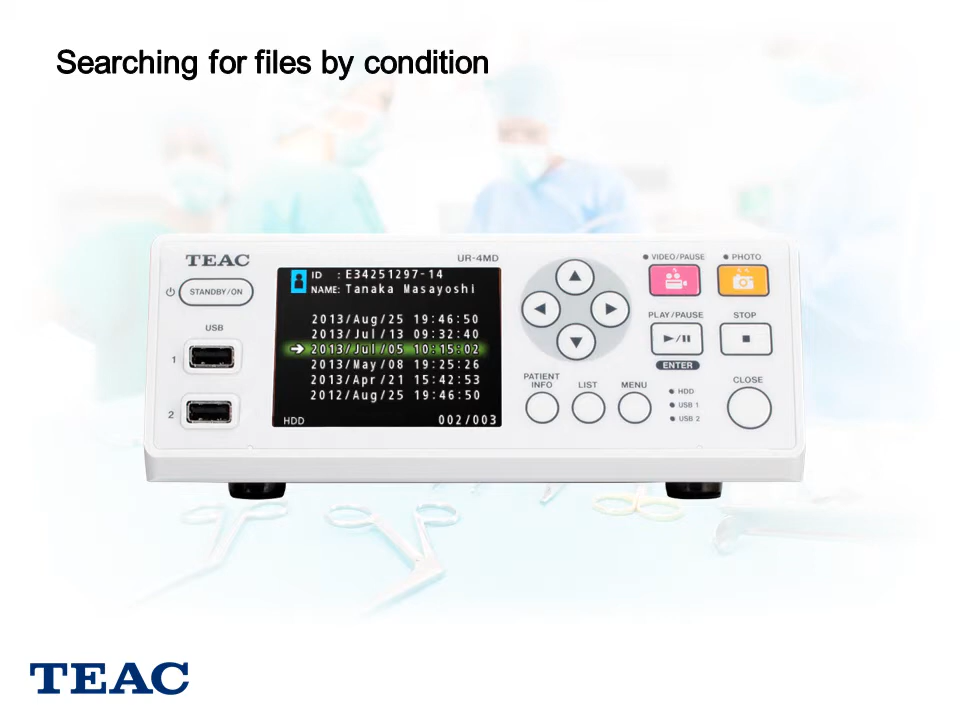 Searching for files by condition
TEAC
UR-4MD
STANDBY/ON
USB
1
2
ID : E34251297-14
NAME: Tanaka Masayoshi
2013/Aug/25 19:46:50
2013/Jul/13 09:32:40
➔ 2013/Jul/05 10:15:02
2013/May/08 19:25:26
2013/Apr/21 15:42:53
2012/Aug/25 19:46:50
HDD 002/003
VIDEO/PAUSE
PHOTO
PLAY/PAUSE
STOP
ENTER
PATIENT
INFO
LIST
MENU
HDD
USB 1
USB 2
CLOSE
TEAC